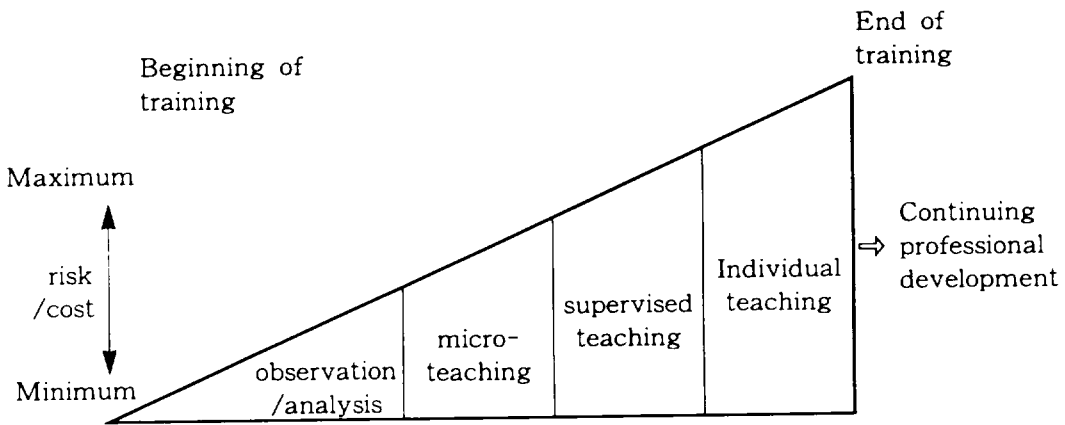 End of
training
Beginning of
training
Maximum
risk
/cost
Minimum
observation
/analysis
micro-
teaching
supervised
teaching
Individual
teaching
Continuing
professional
development